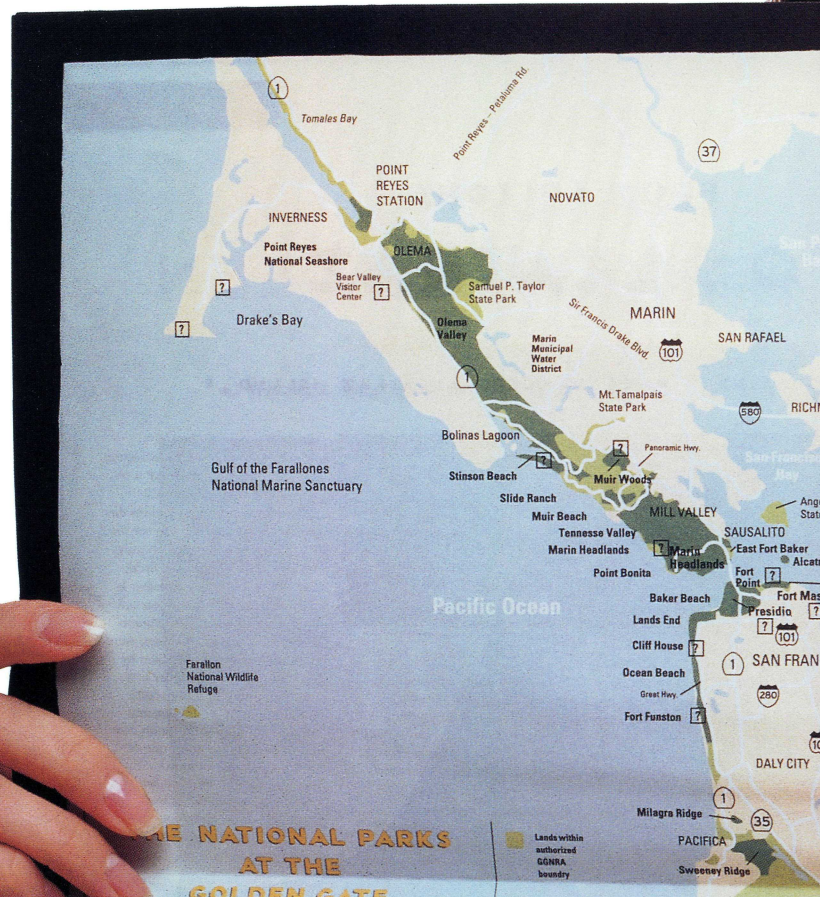 1
Tomales Bay
Point Reyes – Petaluma Rd.
37
POINT
REYES
STATION
NOVATO
INVERNESS
Point Reyes
National Seashore
OLEMA
Bear Valley
Visitor
Center
?
?
?
Samuel P. Taylor
State Park
Drake's Bay
Olema
Valley
Sir Francis Drake Blvd.
MARIN
101
SAN RAFAEL
Marin
Municipal
Water
District
1
Mt. Tamalpais
State Park
580
Bolinas Lagoon
?
Panoramic Hwy.
Gulf of the Farallones
National Marine Sanctuary
Stinson Beach
?
Muir Woods
Slide Ranch
Muir Beach
MILL VALLEY
Tennesse Valley
SAUSALITO
Marin Headlands
?
Marin
Headlands
East Fort Baker
Point Bonita
Fort
Point
?
Pacific Ocean
Baker Beach
Presidio
?
?
101
Lands End
Cliff House
?
1
Farallon
National Wildlife
Refuge
Ocean Beach
Great Hwy.
280
Fort Funston
?
DALY CITY
1
Milagra Ridge
35
PACIFICA
Sweeney Ridge
NATIONAL PARKS
AT THE
GOLDEN GATE
Lands within
authorized
GGNRA
boundry